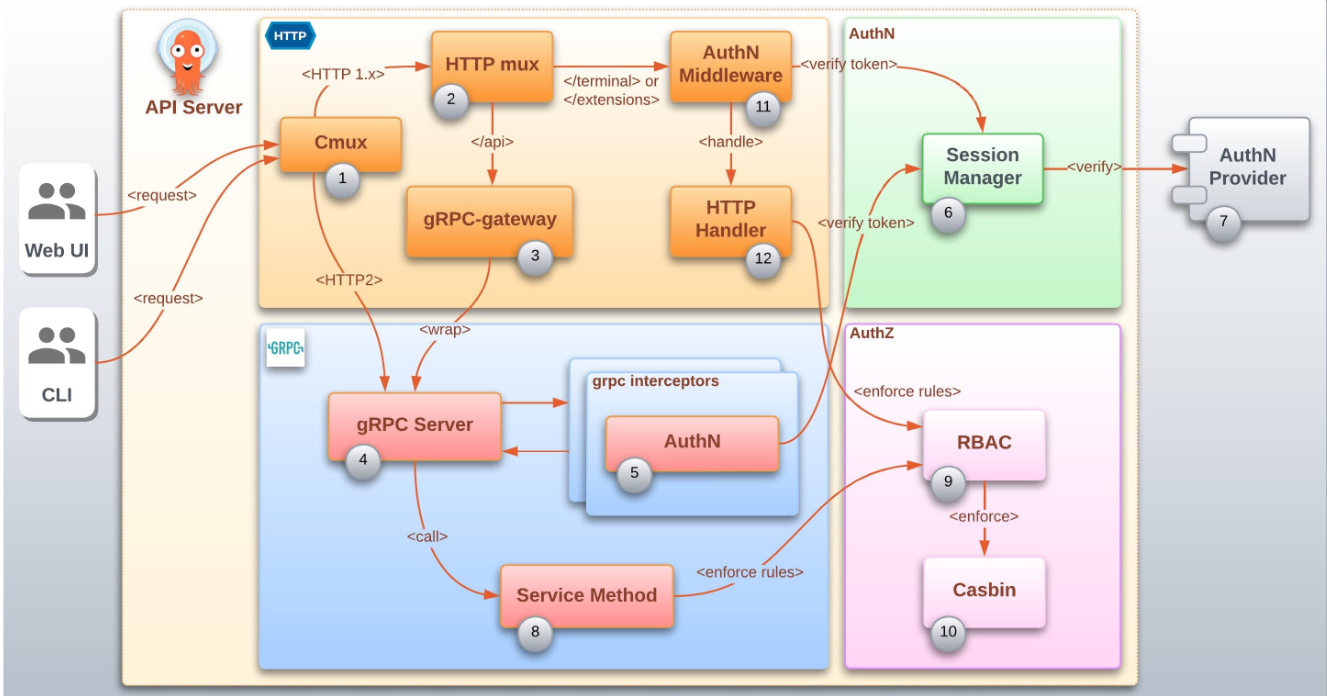 HTTP
API Server
<HTTP 1.x>
HTTP mux
2
</terminal> or
</extensions>
AuthN
Middleware
11
Cmux
1
</api>
<handle>
gRPC-gateway
3
HTTP
Handler
12
<HTTP2>
<wrap>
AuthN
<verify token>
Session
Manager
6
<verify token>
<verify>
AuthN
Provider
7
Web UI
<request>
CLI
<request>
GRPC
gRPC Server
4
grpc interceptors
AuthN
5
<call>
Service Method
8
<enforce rules>
AuthZ
<enforce rules>
RBAC
9
<enforce>
Casbin
10